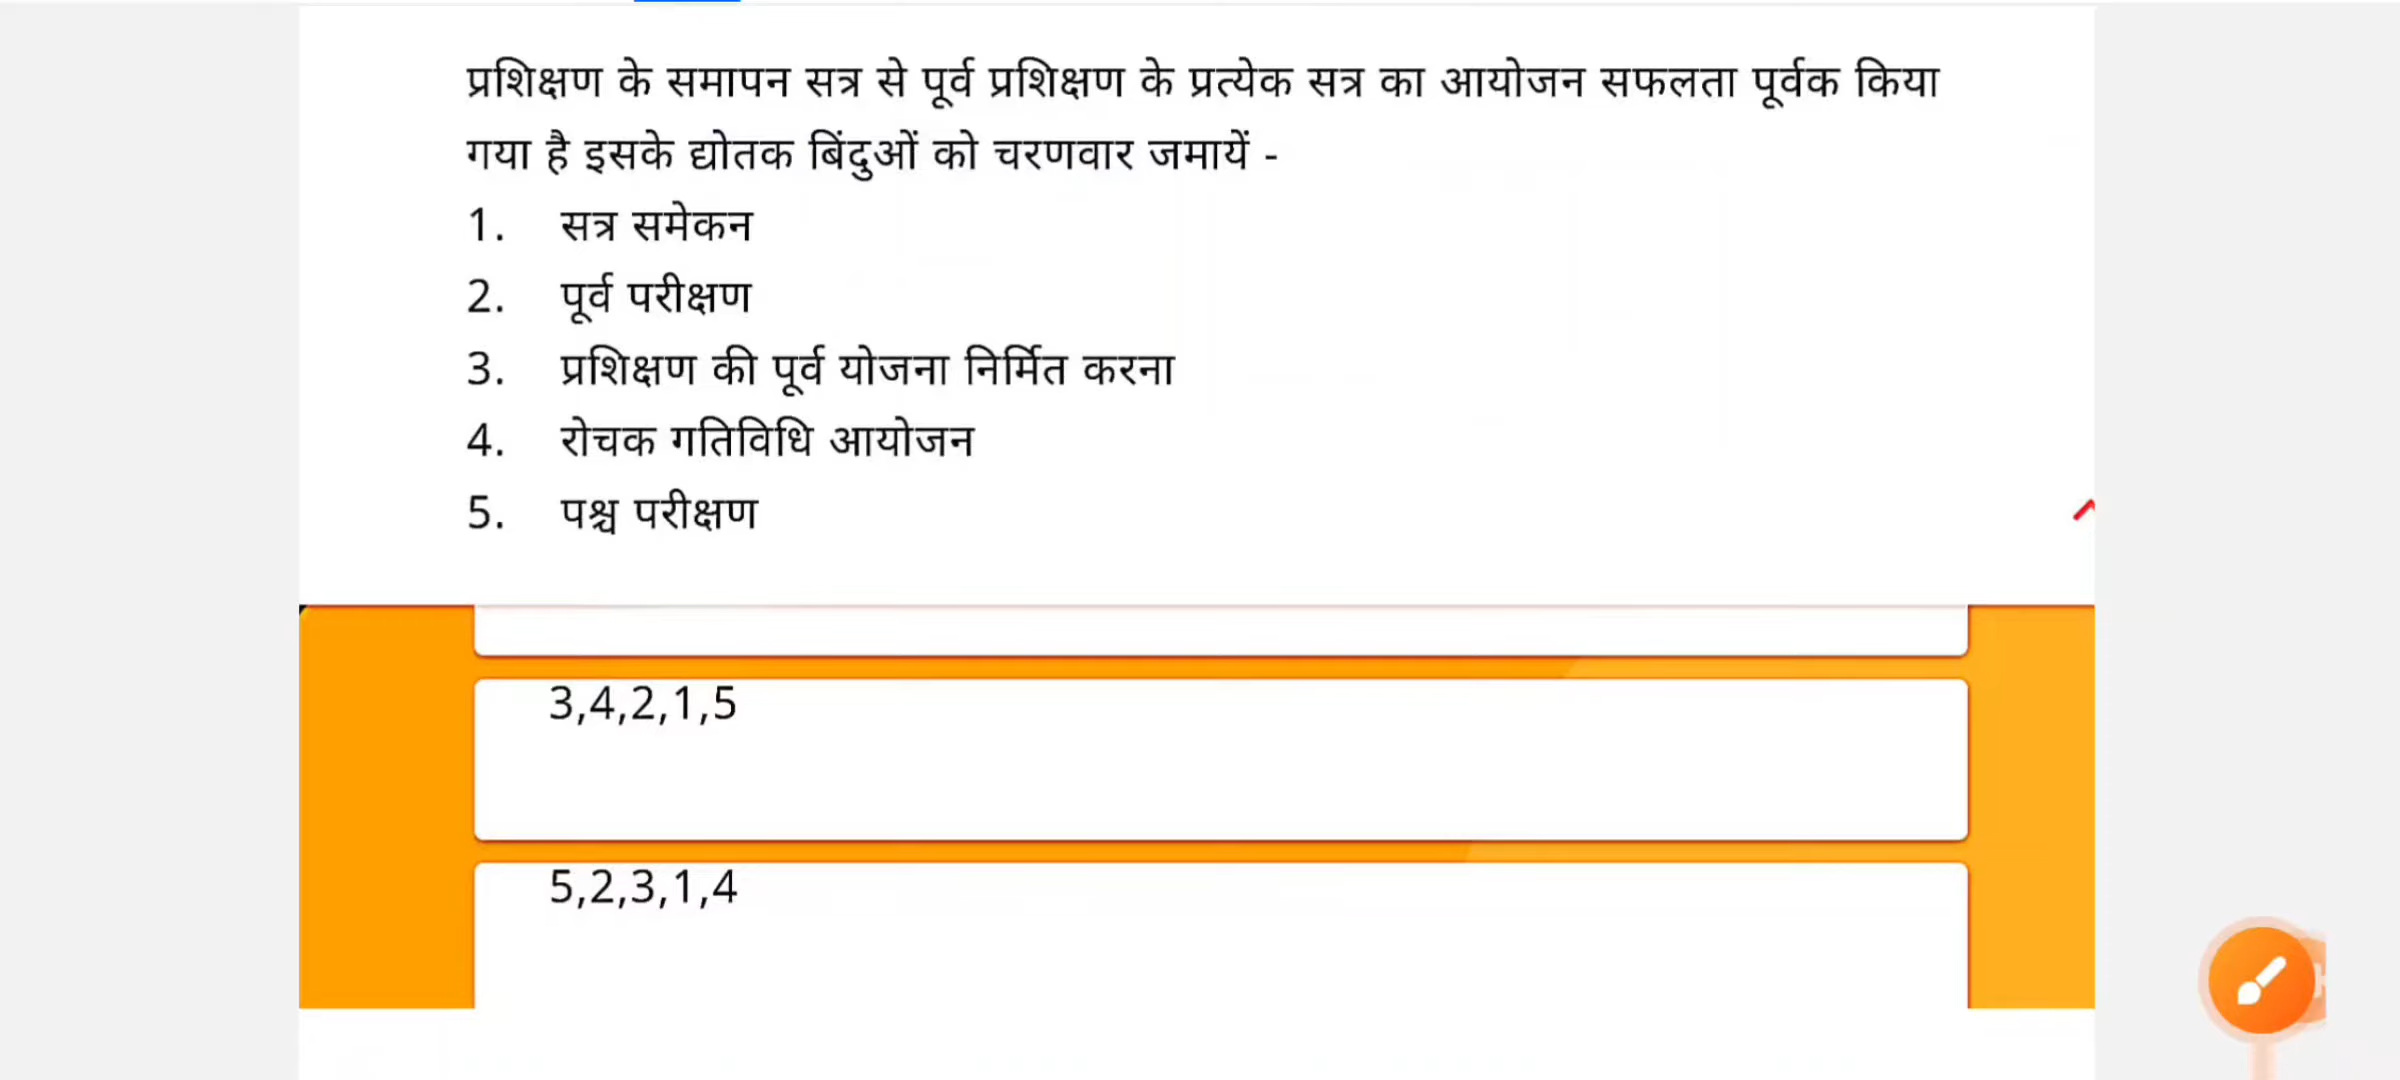 प्रशिक्षण के समापन सत्र से पूर्व प्रशिक्षण के प्रत्येक सत्र का आयोजन सफलता पूर्वक किया
गया है इसके द्योतक बिंदुओं को चरणवार जमायें -
1. सत्र समेकन
2. पूर्व परीक्षण
3. प्रशिक्षण की पूर्व योजना निर्मित करना
4. रोचक गतिविधि आयोजन
5. पश्च परीक्षण
3,4,2,1,5
5,2,3,1,4